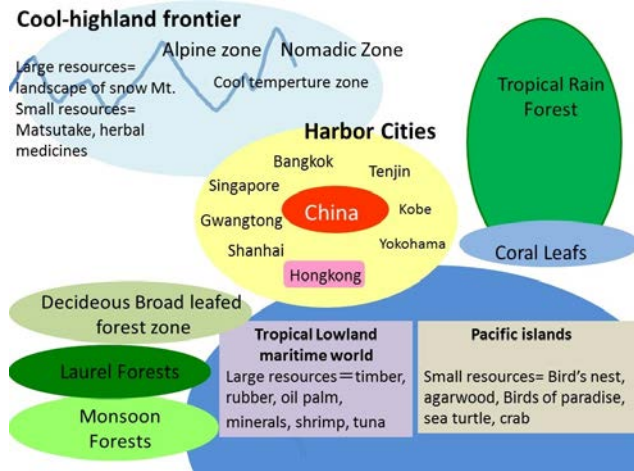 Cool-highland frontier
Alpine zone
Nomadic Zone
Large resources=
landscape of snow Mt.
Small resources=
Matsutake, herbal
medicines
Cool temperture zone
Tropical Rain
Forest
Harbor Cities
Bangkok
Tenjin
Singapore
China
Kobe
Gwangtong
Shanhai
Yokohama
Hongkong
Coral Leafs
Decideous Broad leafed
forest zone
Laurel Forests
Monsoon
Forests
Tropical Lowland
maritime world
Large resources＝timber,
rubber, oil palm,
minerals, shrimp, tuna
Pacific islands
Small resources= Bird's nest,
agarwood, Birds of paradise,
sea turtle, crab